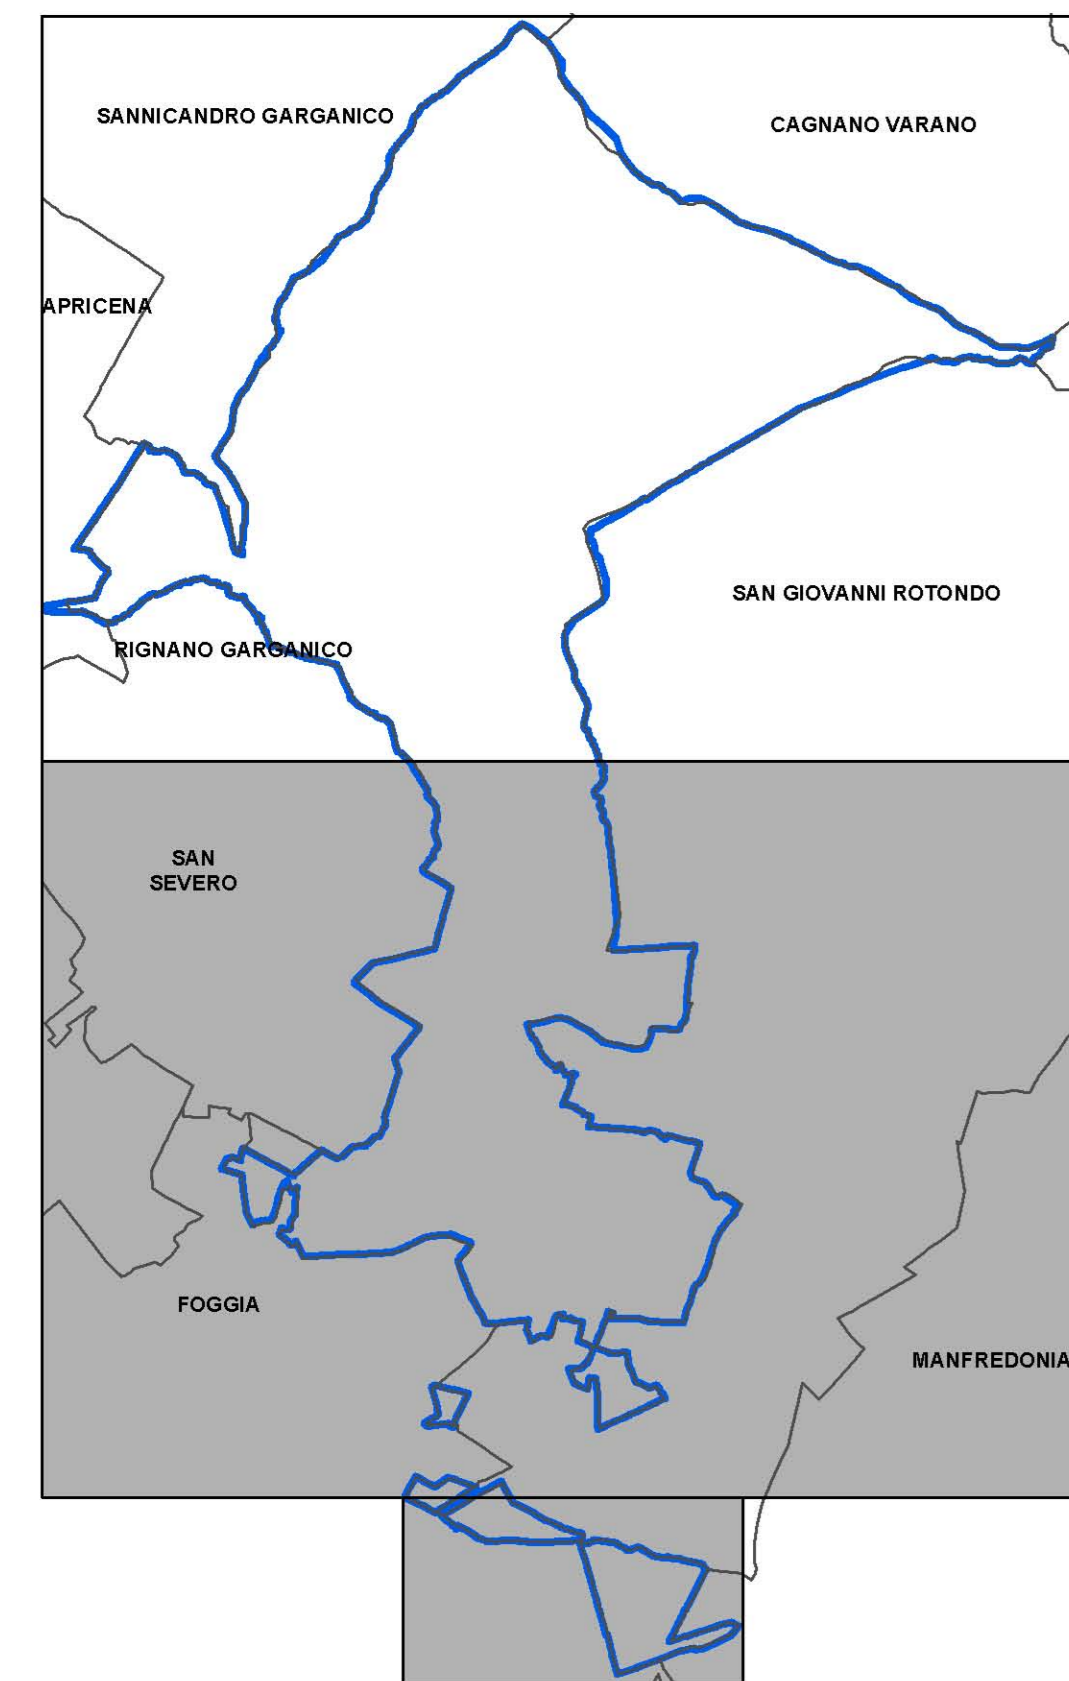 SANNICANDRO GARGANICO
CAGNANO VARANO
APRICENA
SAN GIOVANNI ROTONDO
RIGNANO GARGANICO
SAN
SEVERO
FOGGIA
MANFREDONIA